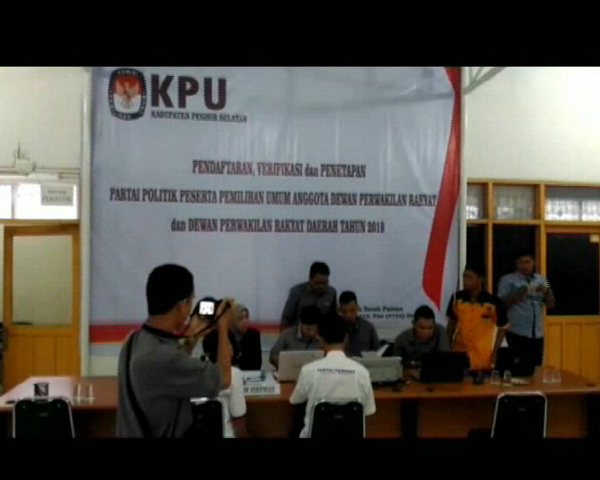 KPU
KABUPATEN PESISIR SELATAN
PENDAFTARAN, VERIFIKASI dan PENETAPAN
PARTAI POLITIK PESERTA PEMILIHAN UMUM ANGGOTA DEWAN PERWAKILAN RAKYAT
dan DEWAN PERWAKILAN RAKYAT DAERAH TAHUN 2019